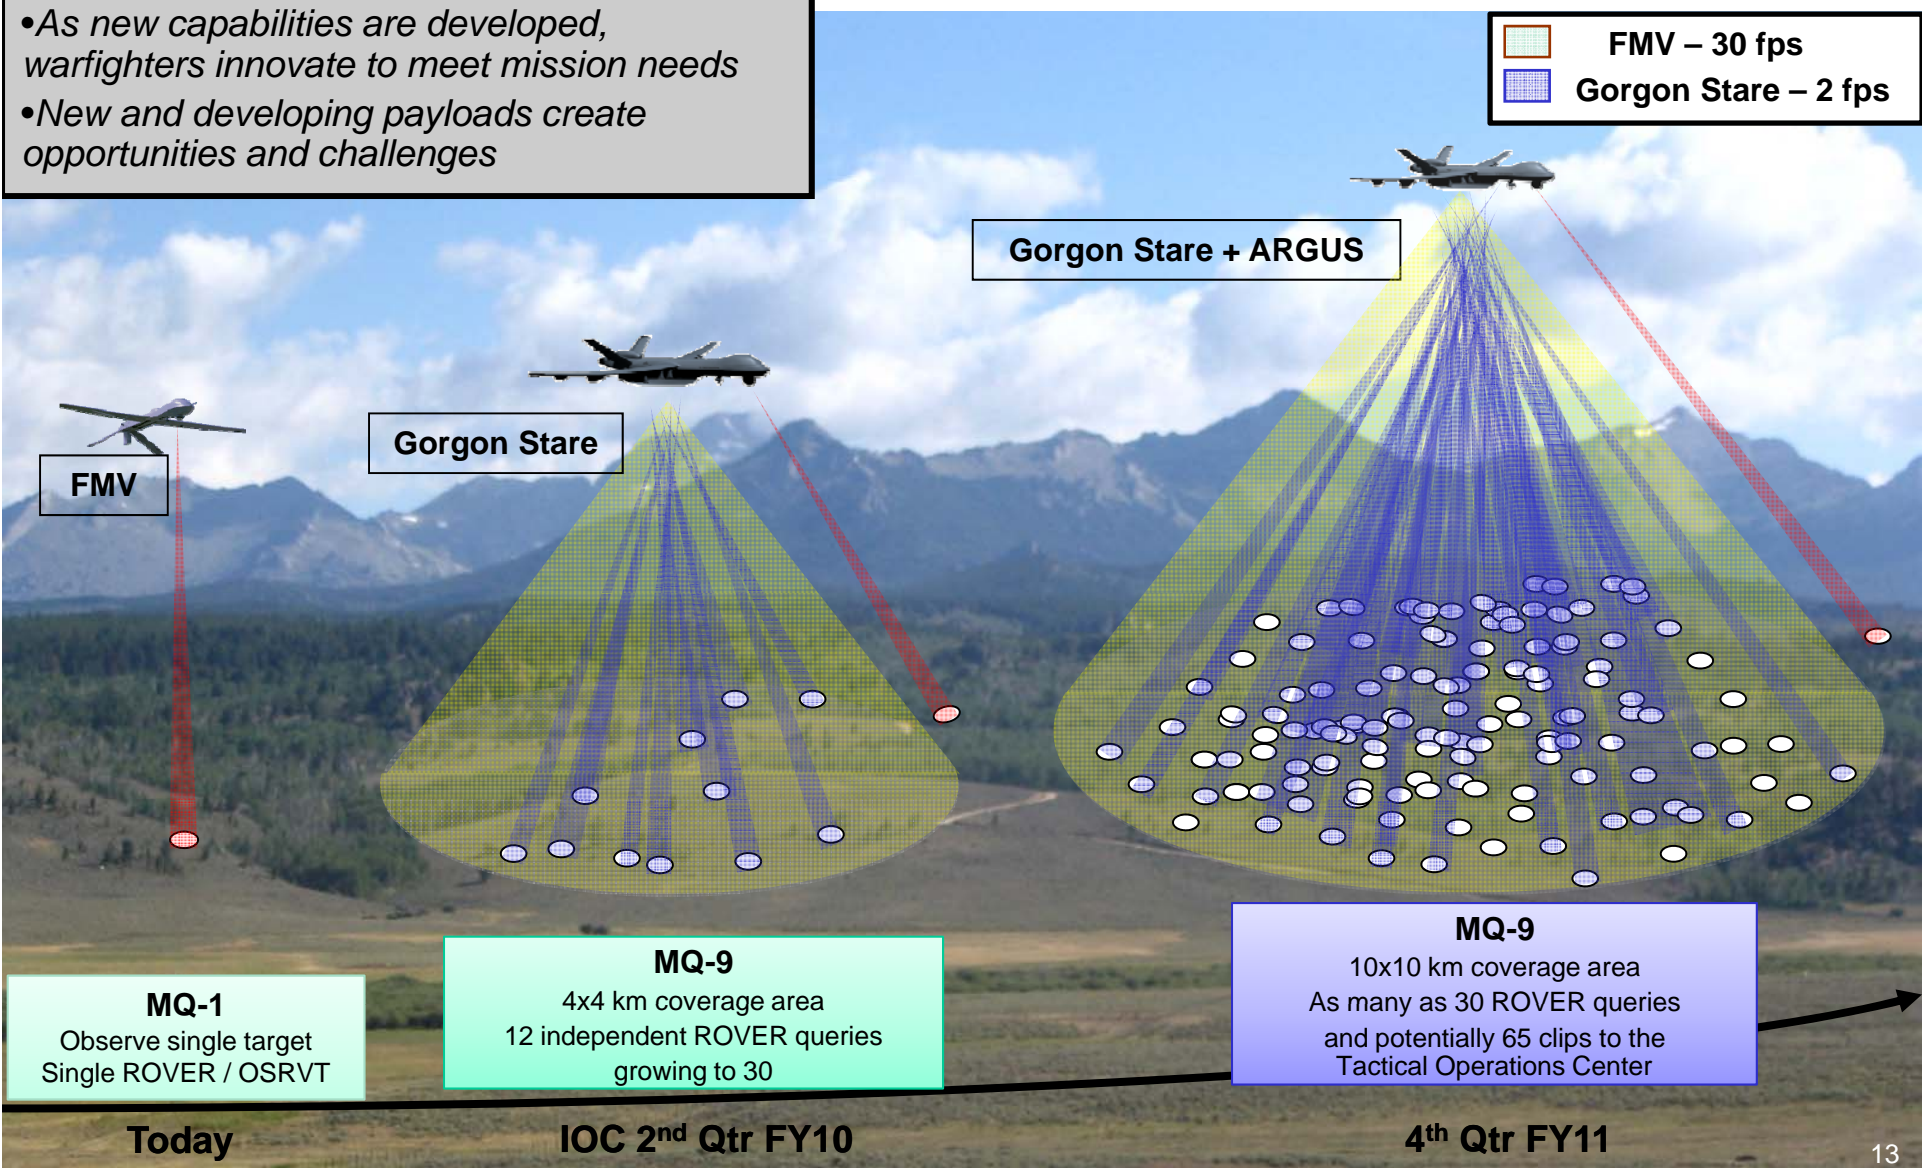 •As new capabilities are developed,
warfighters innovate to meet mission needs
•New and developing payloads create
opportunities and challenges
FMV – 30 fps
Gorgon Stare – 2 fps
Gorgon Stare + ARGUS
Gorgon Stare
FMV
MQ-1
Observe single target
Single ROVER / OSRVT
MQ-9
4x4 km coverage area
12 independent ROVER queries
growing to 30
MQ-9
10x10 km coverage area
As many as 30 ROVER queries
and potentially 65 clips to the
Tactical Operations Center
Today
IOC 2nd Qtr FY10
4th Qtr FY11
13